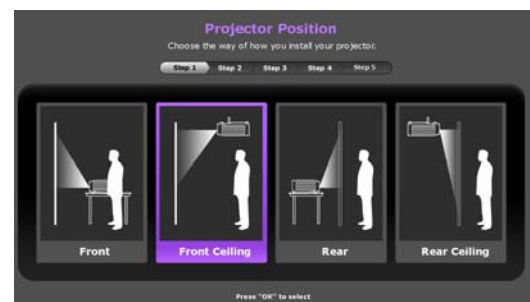 Projector Position
Choose the way of how you install your projector.
Step 1 Step 2 Step 3 Step 4 Step 5
Front Front Ceiling Rear Rear Ceiling
Press "OK" to select